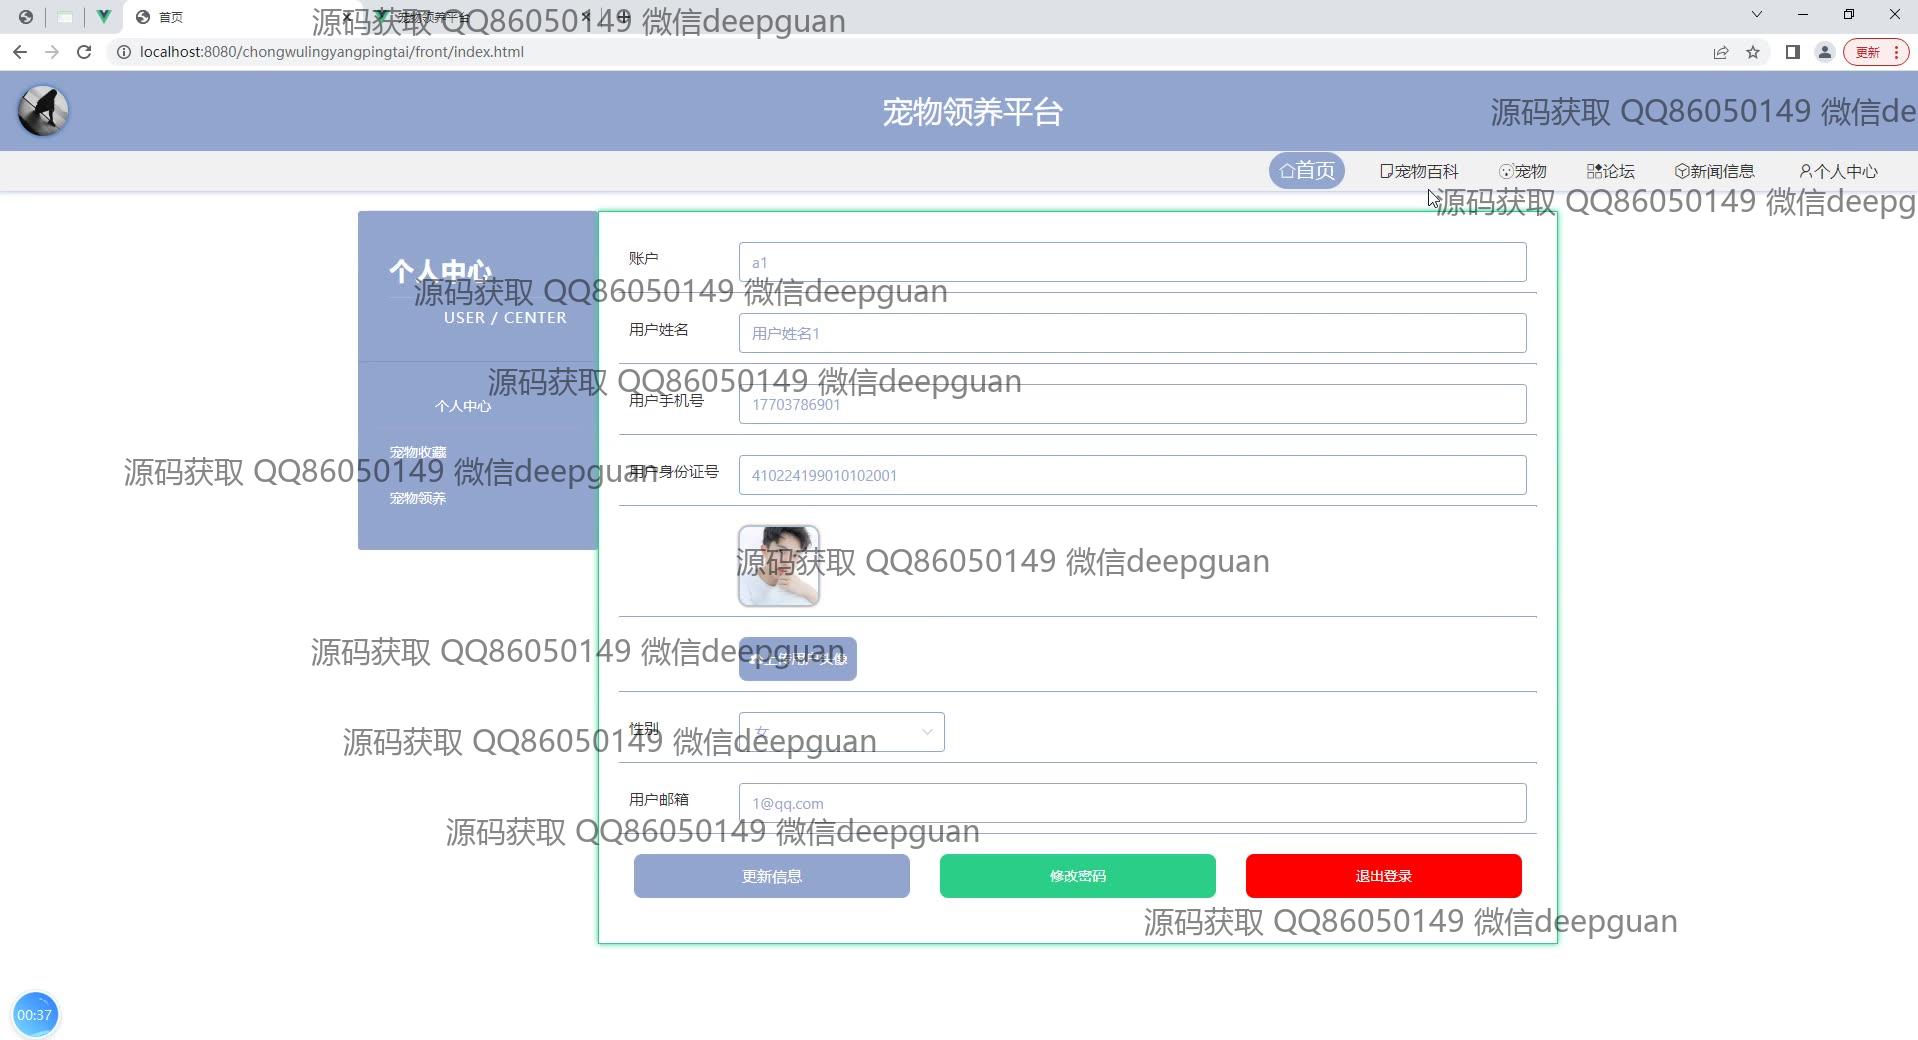 首页
宠物领养平台
源码获取 QQ86050149 微信deepguan
localhost:8080/chongwulingyangpingtai/front/index.html
更新
宠物领养平台
源码获取 QQ86050149 微信de
首页
宠物百科
宠物
论坛
新闻信息
个人中心
源码获取 QQ86050149 微信deepg
个人中心
USER / CENTER
个人中心
宠物收藏
宠物领养
账户
a1
源码获取 QQ86050149 微信deepguan
用户姓名
用户姓名1
源码获取 QQ86050149 微信deepguan
用户手机号
17703786901
源码获取 QQ86050149 微信deepguan
用户身份证号
410224199010102001
源码获取 QQ86050149 微信deepguan
源码获取 QQ86050149 微信deepguan
上传用户头像
性别
女
源码获取 QQ86050149 微信deepguan
用户邮箱
1@qq.com
源码获取 QQ86050149 微信deepguan
更新信息
修改密码
退出登录
源码获取 QQ86050149 微信deepguan
00:37